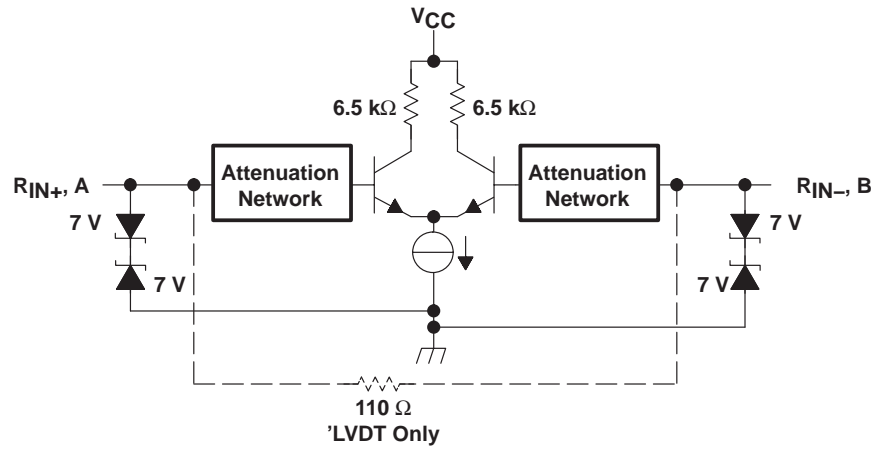 VCC
6.5 kΩ
6.5 kΩ
Attenuation
Network
Attenuation
Network
RIN+, A
RIN–, B
7 V
7 V
7 V
7 V
110 Ω
'LVDT Only